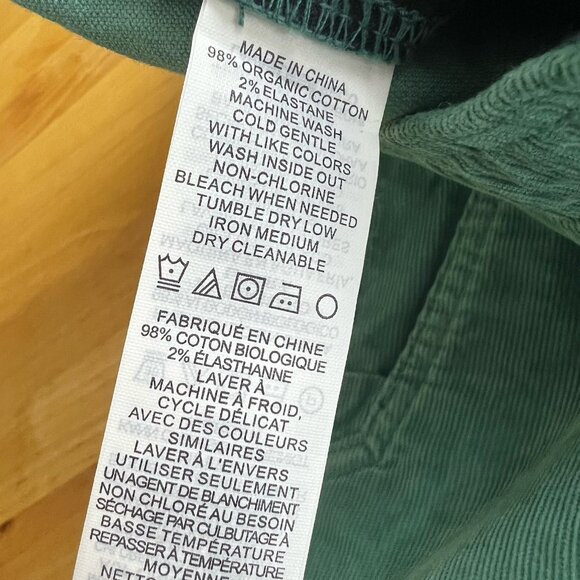 MADE IN CHINA
98% ORGANIC COTTON
2% ELASTANE
MACHINE WASH
COLD GENTLE
WITH LIKE COLORS
WASH INSIDE OUT
NON-CHLORINE
BLEACH WHEN NEEDED
TUMBLE DRY LOW
IRON MEDIUM
DRY CLEANABLE
FABRIQUÉ EN CHINE
98% COTON BIOLOGIQUE
2% ÉLASTHANNE
LAVER À
MACHINE À FROID,
CYCLE DÉLICAT
AVEC DES COULEURS
SIMILAIRES
LAVER À L'ENVERS
UTILISER SEULEMENT
UN AGENT DE BLANCHIMENT
NON CHLORÉ AU BESOIN
SÉCHAGE PAR CULBUTAGE À
BASSE TEMPÉRATURE
REPASSER À TEMPÉRATURE
MOYENNE